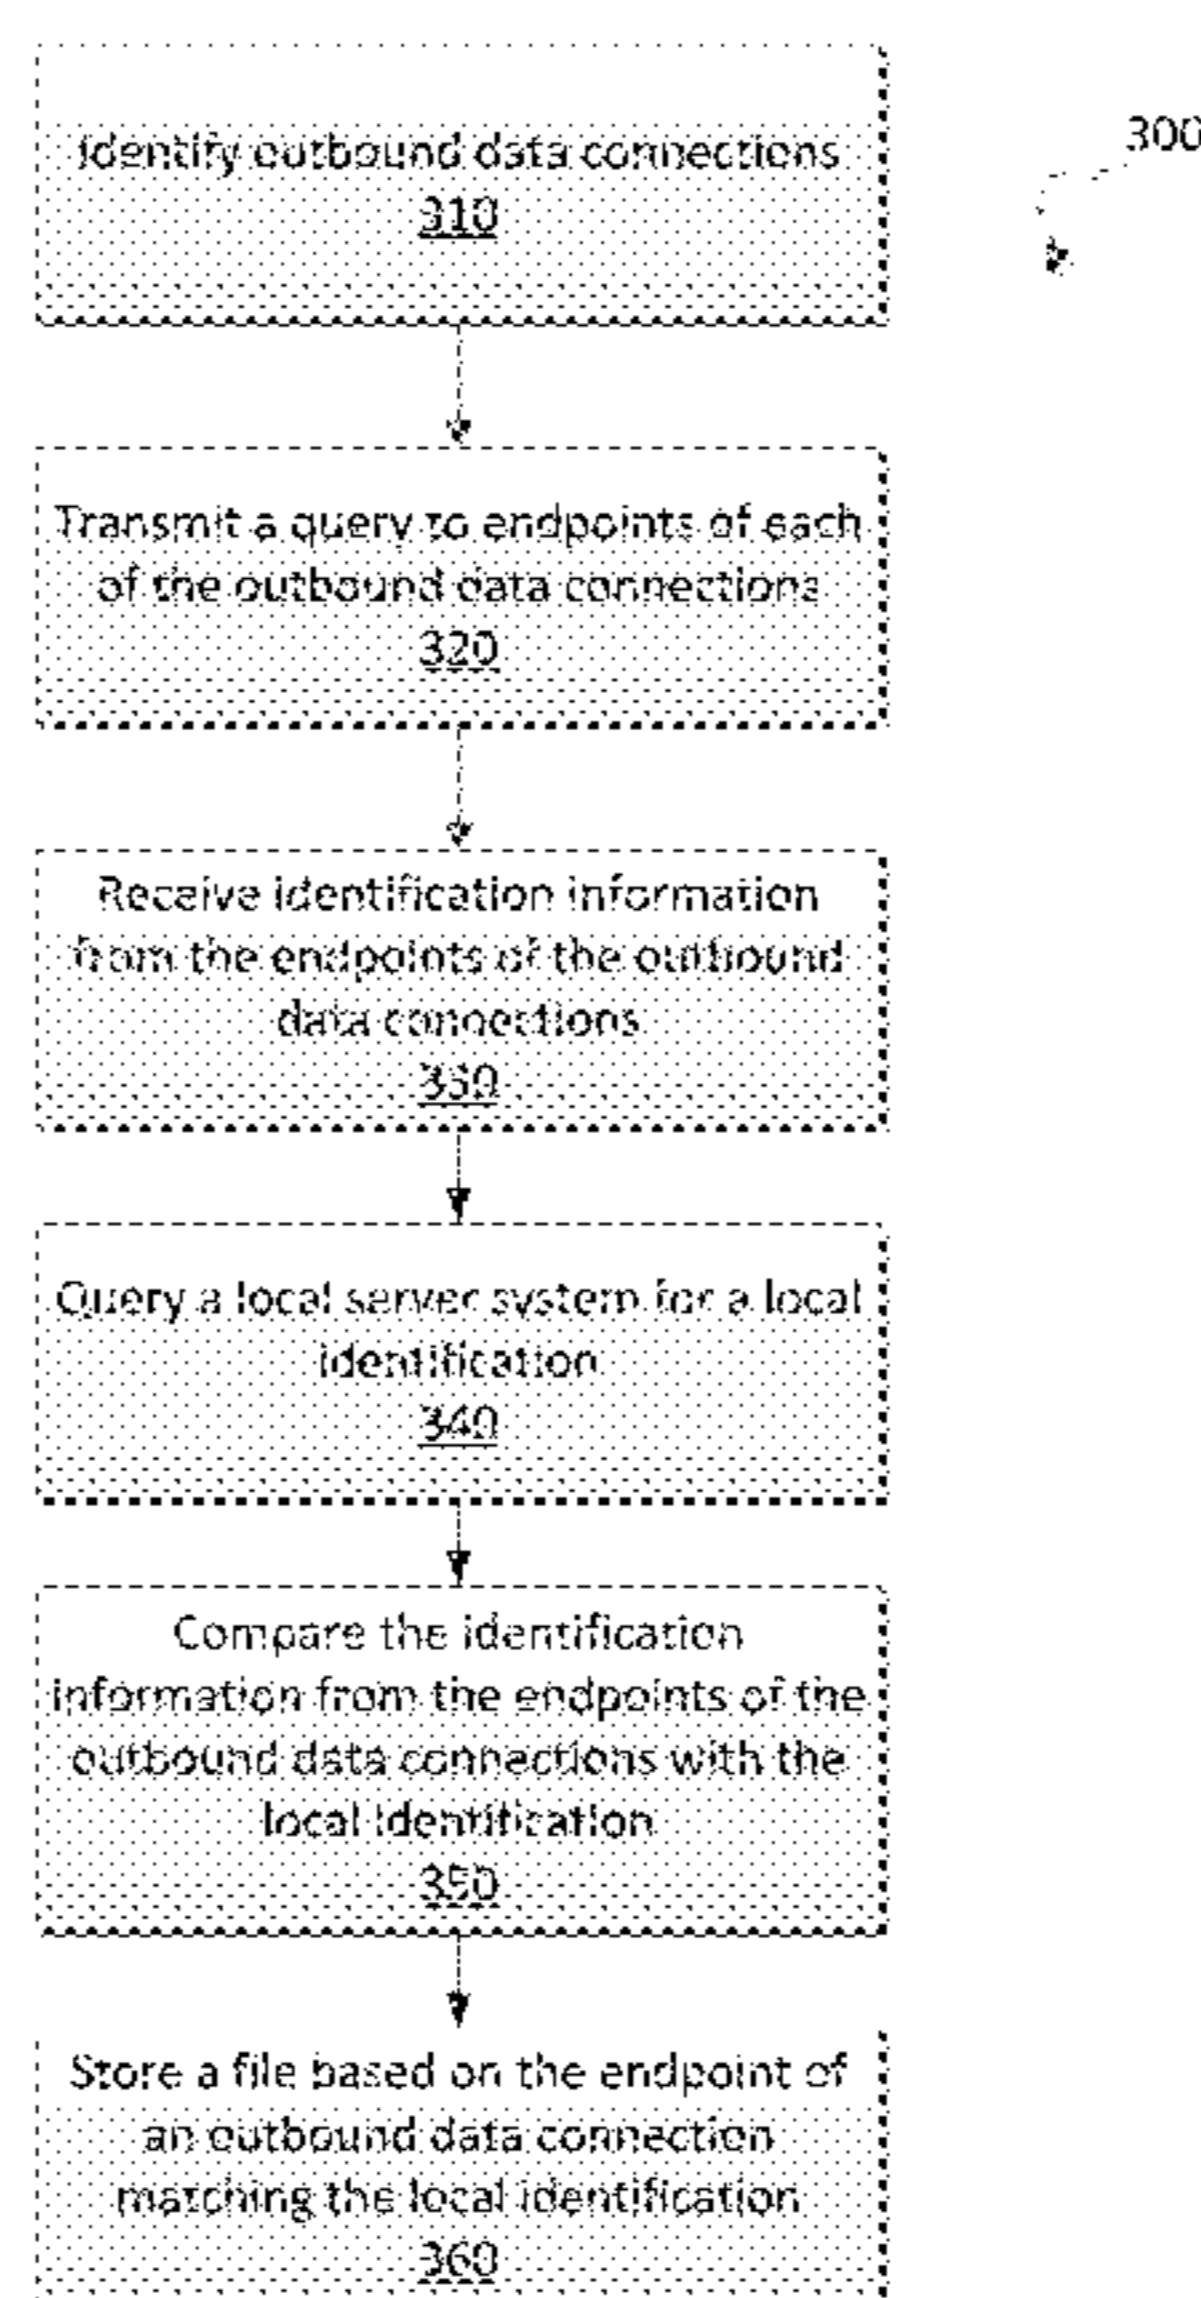 300
Identify outbound data connections
310
Transmit a query to endpoints of each
of the outbound data connections
320
Receive identification information
from the endpoints of the outbound
data connections
330
Query a local server system for a local
identification
340
Compare the identification
information from the endpoints of the
outbound data connections with the
local identification
350
Store a file based on the endpoint of
an outbound data connection
matching the local identification
360